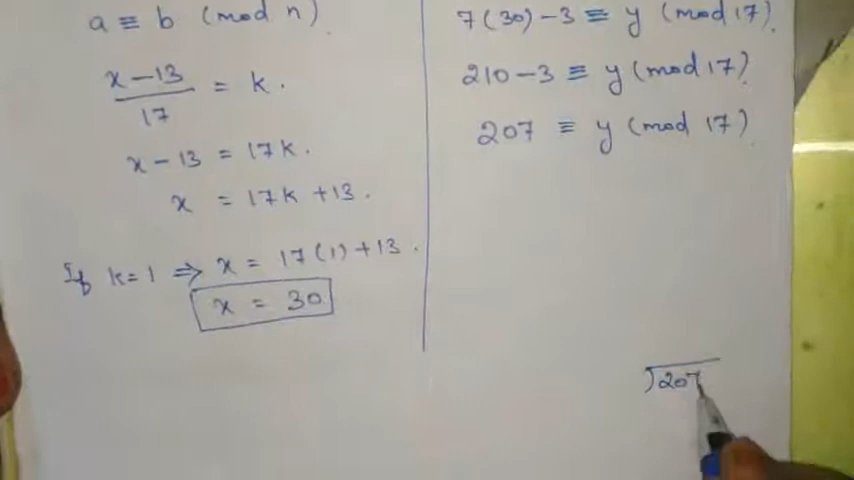 a ≡ b (mod n)
x - 13 / 17 = k.
x - 13 = 17k.
x = 17k + 13.
If k = 1 ⇒ x = 17(1) + 13.
x = 30
7(30) - 3 ≡ y (mod 17).
210 - 3 ≡ y (mod 17).
207 ≡ y (mod 17)
)207